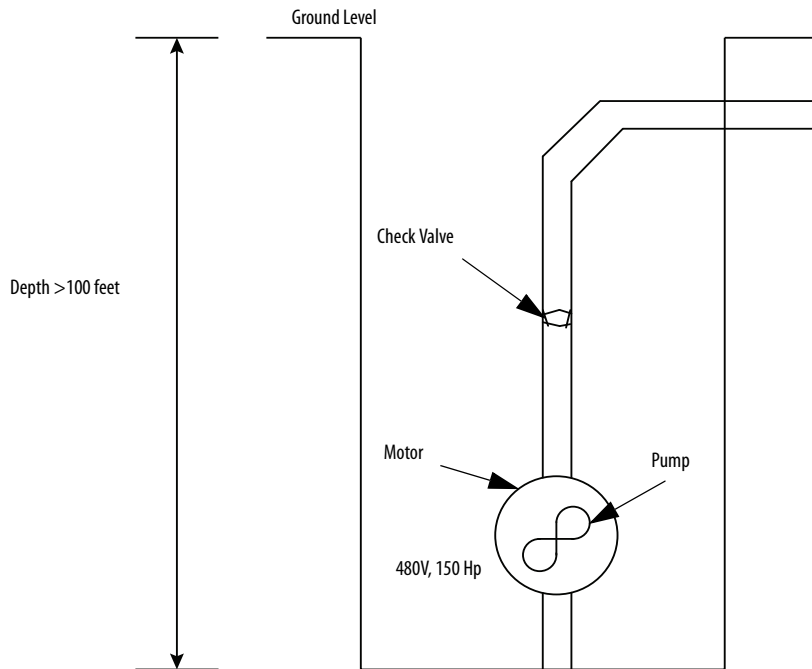 Ground Level
Check Valve
Depth >100 feet
Motor
Pump
480V, 150 Hp